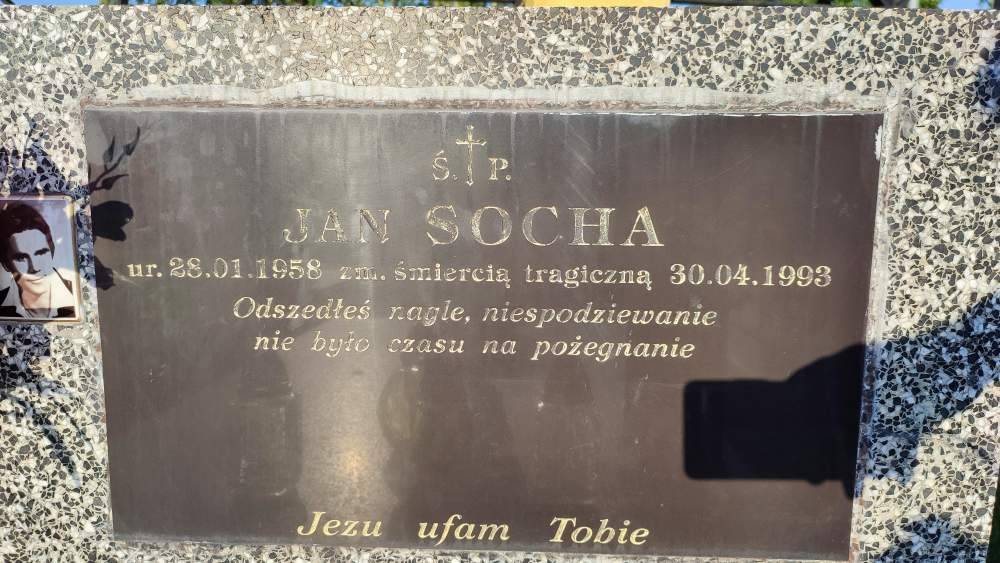 Ś.P.
JAN SOCHA
ur. 28.01.1958 zm. śmiercią tragiczną 30.04.1993
Odszedłeś nagle, niespodziewanie
nie było czasu na pożegnanie
Jezu ufam Tobie